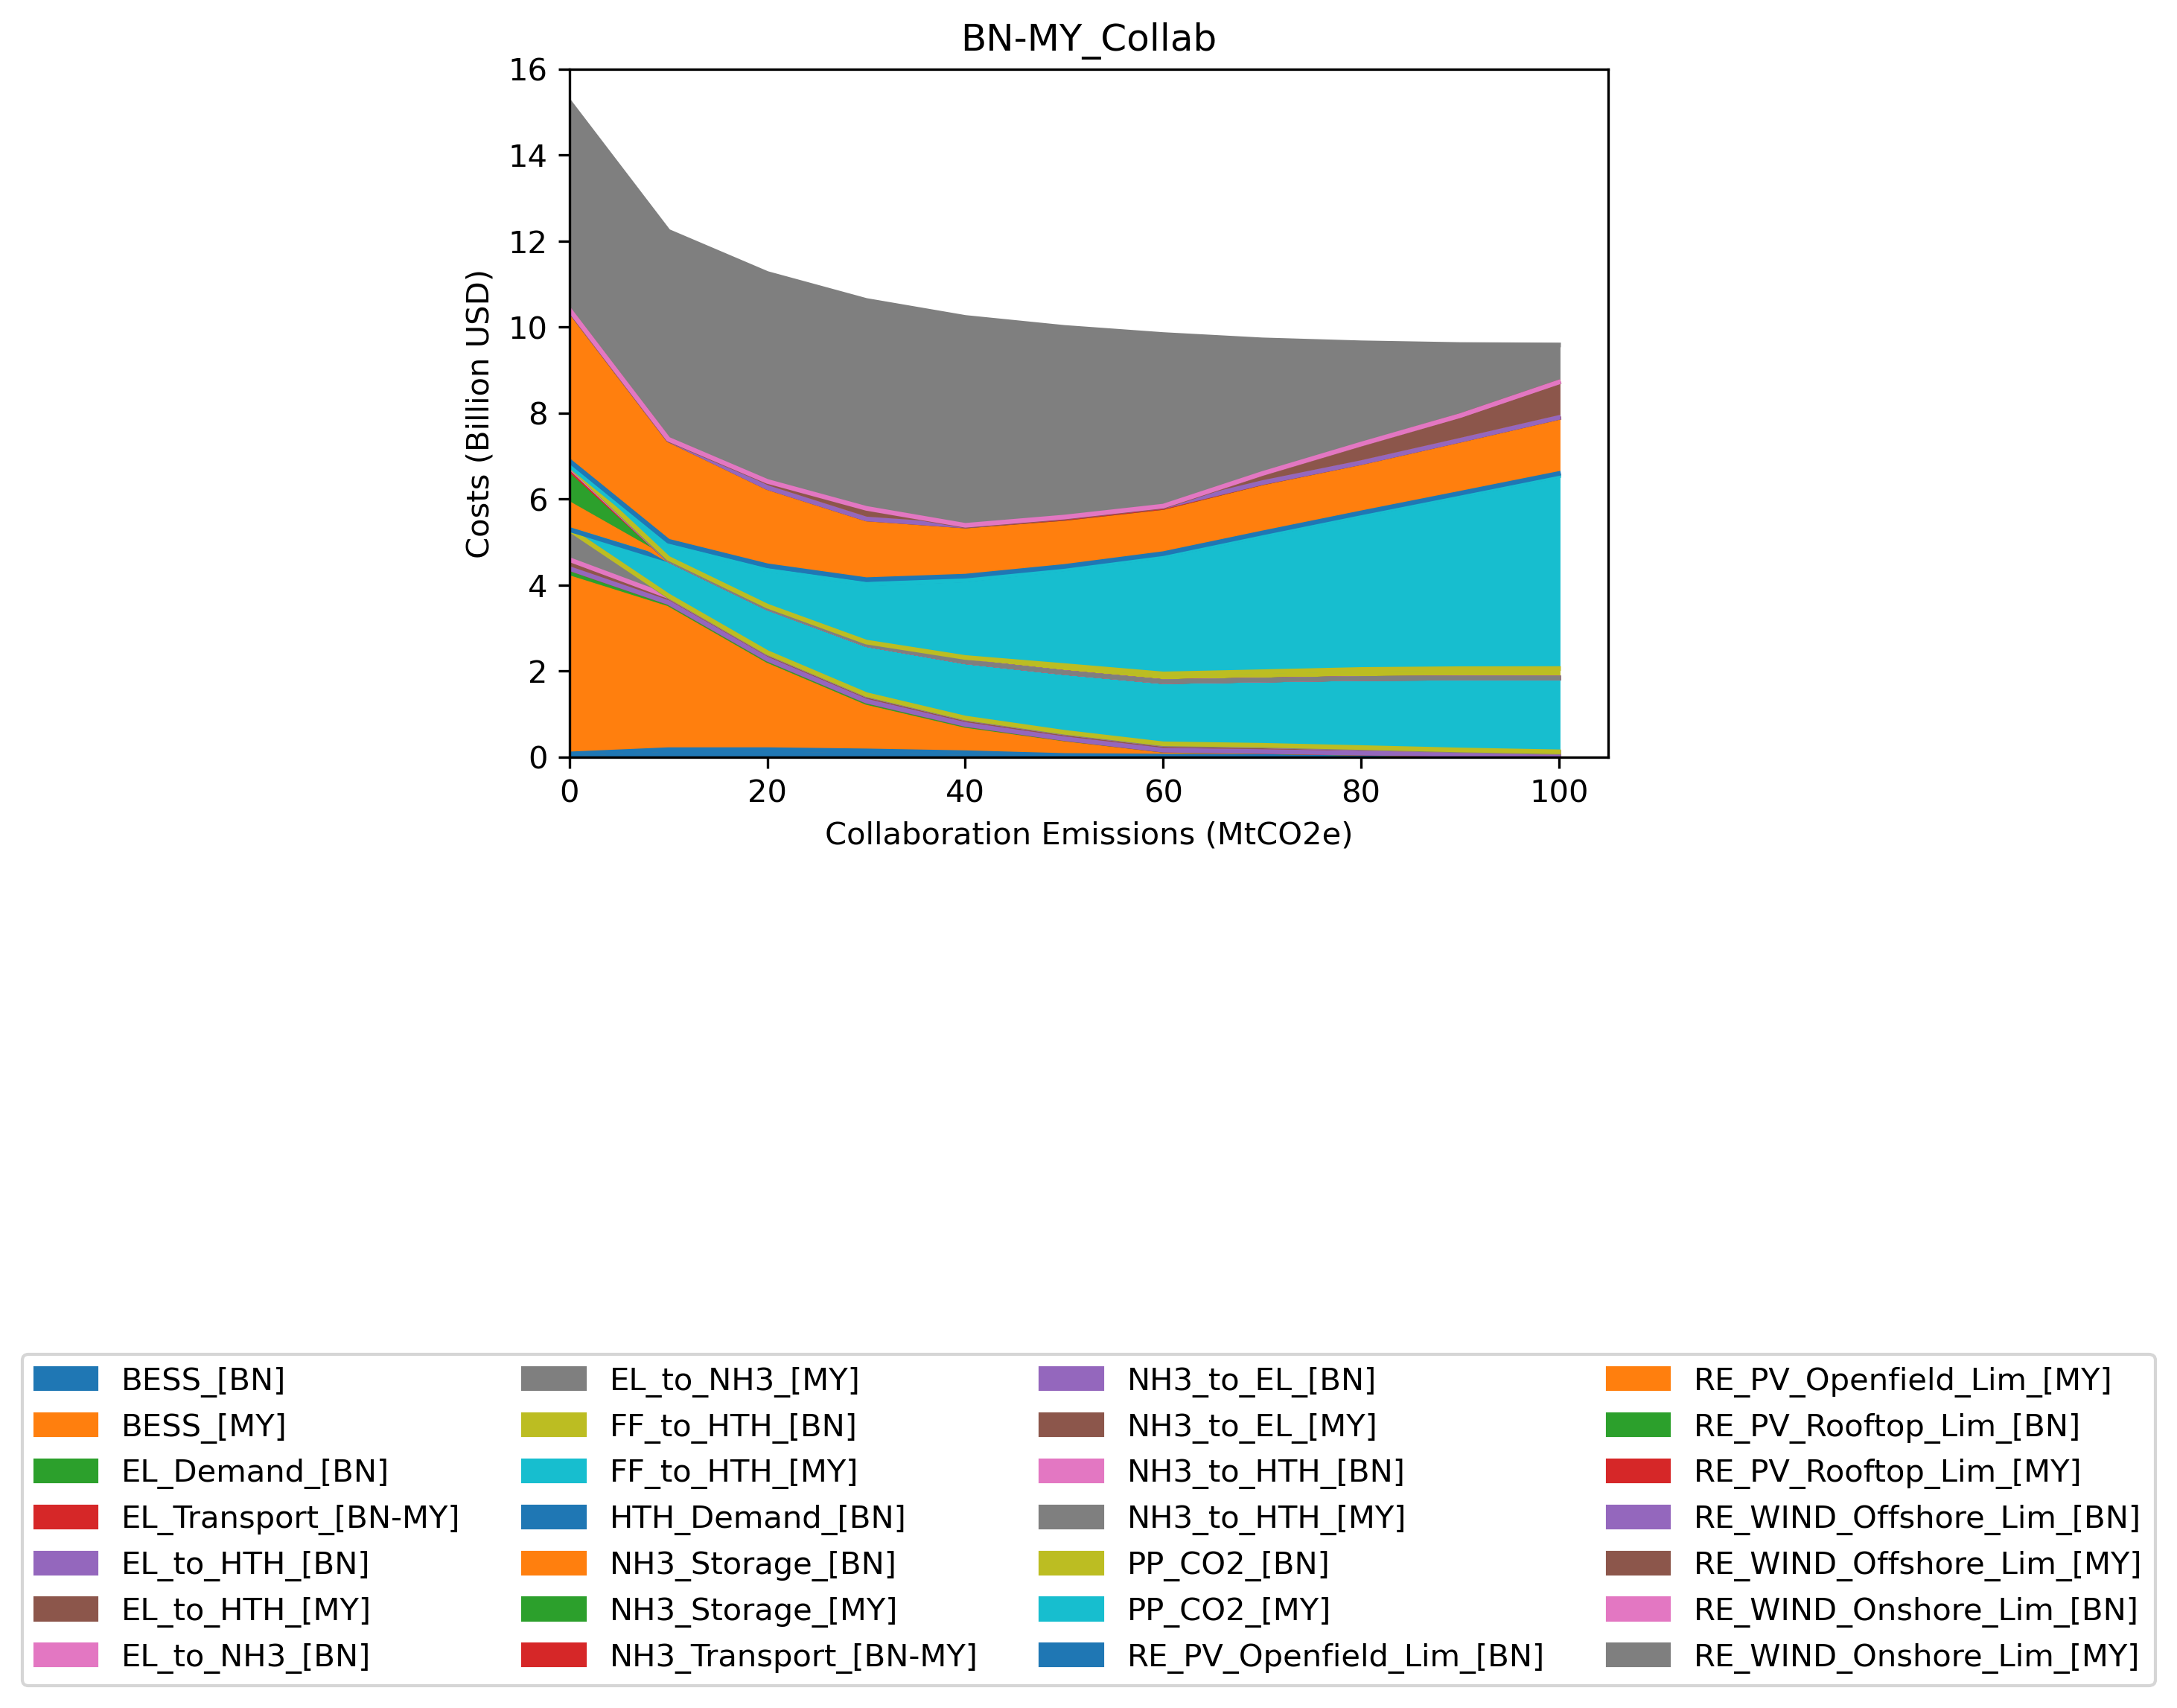 BN-MY_Collab
16
14
12
10
8
6
4
2
0
Costs (Billion USD)
0 20 40 60 80 100
Collaboration Emissions (MtCO2e)
BESS_[BN]
BESS_[MY]
EL_Demand_[BN]
EL_Transport_[BN-MY]
EL_to_HTH_[BN]
EL_to_HTH_[MY]
EL_to_NH3_[BN]
EL_to_NH3_[MY]
FF_to_HTH_[BN]
FF_to_HTH_[MY]
HTH_Demand_[BN]
NH3_Storage_[BN]
NH3_Storage_[MY]
NH3_Transport_[BN-MY]
NH3_to_EL_[BN]
NH3_to_EL_[MY]
NH3_to_HTH_[BN]
NH3_to_HTH_[MY]
PP_CO2_[BN]
PP_CO2_[MY]
RE_PV_Openfield_Lim_[BN]
RE_PV_Openfield_Lim_[MY]
RE_PV_Rooftop_Lim_[BN]
RE_PV_Rooftop_Lim_[MY]
RE_WIND_Offshore_Lim_[BN]
RE_WIND_Offshore_Lim_[MY]
RE_WIND_Onshore_Lim_[BN]
RE_WIND_Onshore_Lim_[MY]